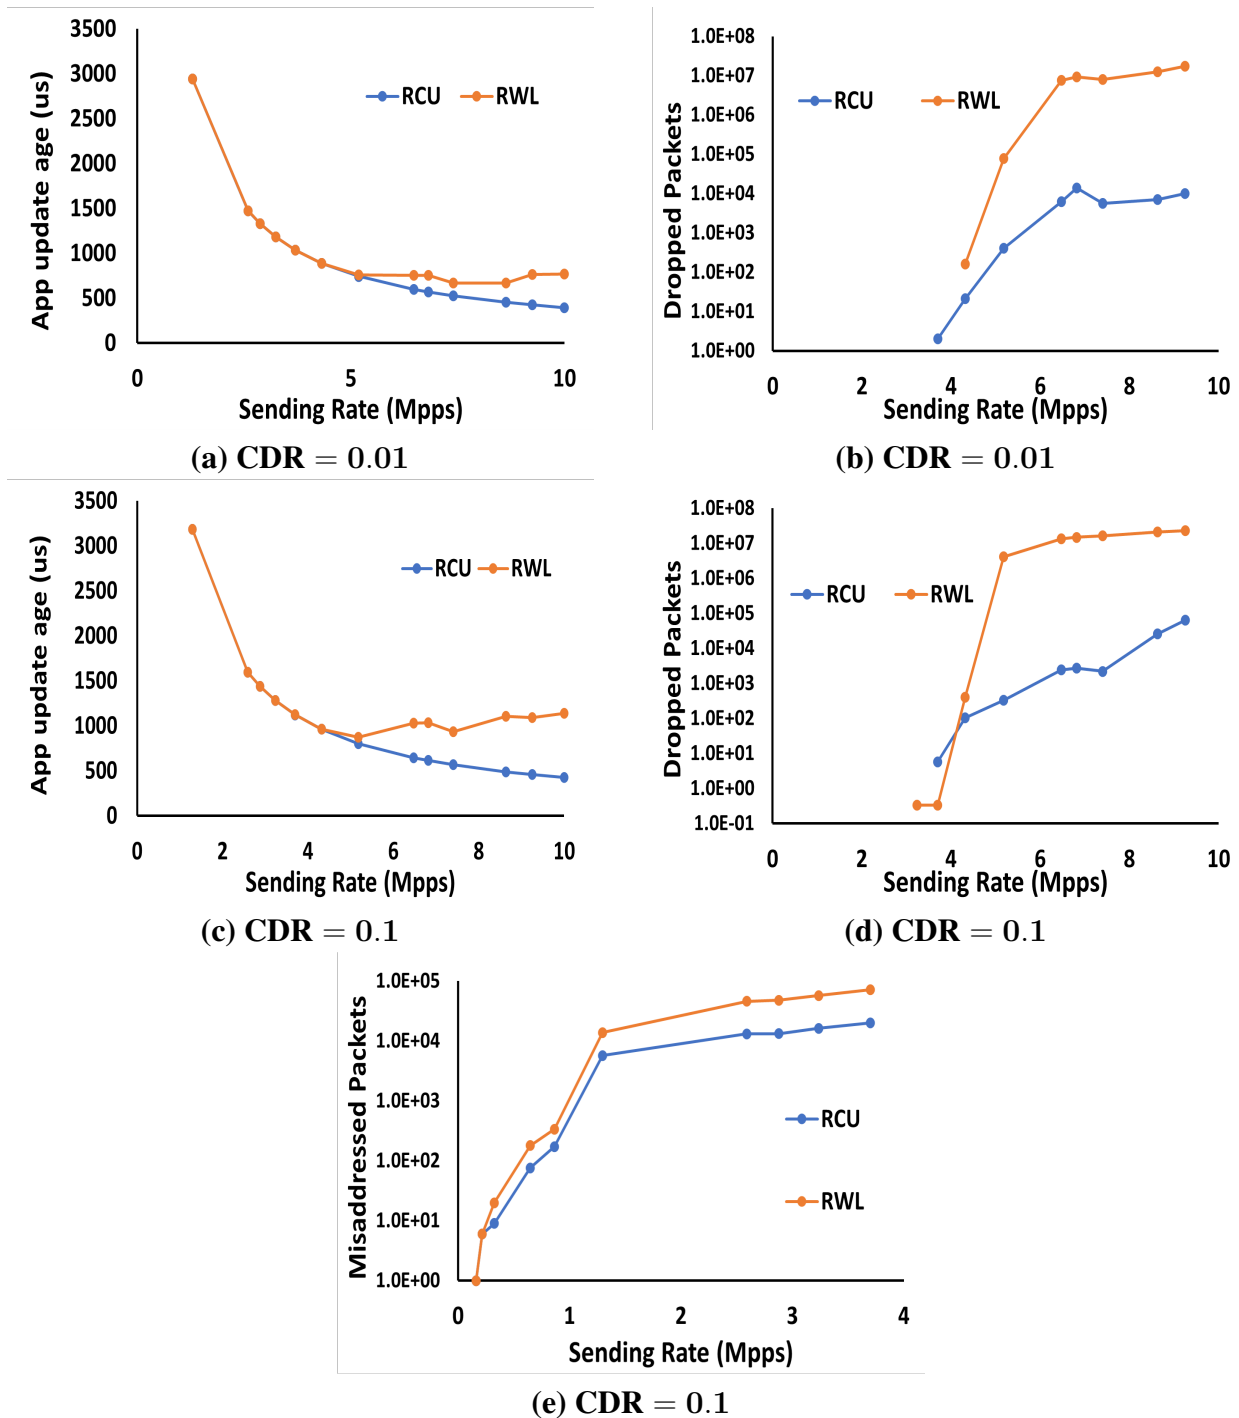 3500
3000
2500
2000
1500
1000
500
0
App update age (us)
RCU RWL
0 5 10
Sending Rate (Mpps)
(a) CDR = 0.01
1.0E+08
1.0E+07
1.0E+06
1.0E+05
1.0E+04
1.0E+03
1.0E+02
1.0E+01
1.0E+00
Dropped Packets
RCU RWL
0 2 4 6 8 10
Sending Rate (Mpps)
(b) CDR = 0.01
3500
3000
2500
2000
1500
1000
500
0
App update age (us)
RCU RWL
0 2 4 6 8 10
Sending Rate (Mpps)
(c) CDR = 0.1
1.0E+08
1.0E+07
1.0E+06
1.0E+05
1.0E+04
1.0E+03
1.0E+02
1.0E+01
1.0E+00
1.0E-01
Dropped Packets
RCU RWL
0 2 4 6 8 10
Sending Rate (Mpps)
(d) CDR = 0.1
1.0E+05
1.0E+04
1.0E+03
1.0E+02
1.0E+01
1.0E+00
Misaddressed Packets
RCU
RWL
0 1 2 3 4
Sending Rate (Mpps)
(e) CDR = 0.1